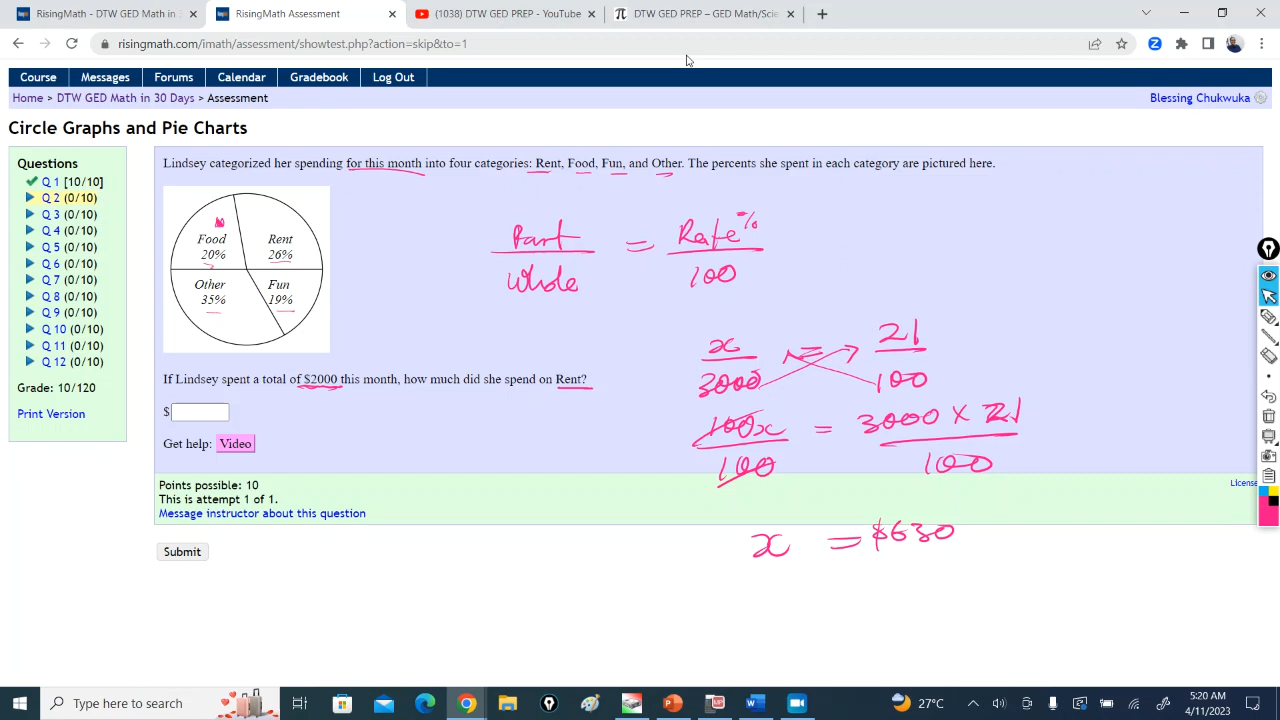 DTW GED Math in 30 Days
RisingMath Assessment
(1030) DTW GED PREP - YouTube
DTW GED PREP – GED Math/Scie
risingmath.com/imath/assessment/showtest.php?action=skip&to=1
Course Messages Forums Calendar Gradebook Log Out
Home > DTW GED Math in 30 Days > Assessment
Blessing Chukwuka
Circle Graphs and Pie Charts
Questions
Q 1 [10/10]
Q 2 (0/10)
Q 3 (0/10)
Q 4 (0/10)
Q 5 (0/10)
Q 6 (0/10)
Q 7 (0/10)
Q 8 (0/10)
Q 9 (0/10)
Q 10 (0/10)
Q 11 (0/10)
Q 12 (0/10)
Grade: 10/120
Print Version
Lindsey categorized her spending for this month into four categories: Rent, Food, Fun, and Other. The percents she spent in each category are pictured here.
Food
20%
Rent
26%
Other
35%
Fun
19%
Part = Rate%
Whole 100
x = 21
3000 100
100x = 3000 × 21
100 100
x = $630
If Lindsey spent a total of $2000 this month, how much did she spend on Rent?
$
Get help: Video
Points possible: 10
This is attempt 1 of 1.
Message instructor about this question
License
Submit
Type here to search
27°C
5:20 AM
4/11/2023